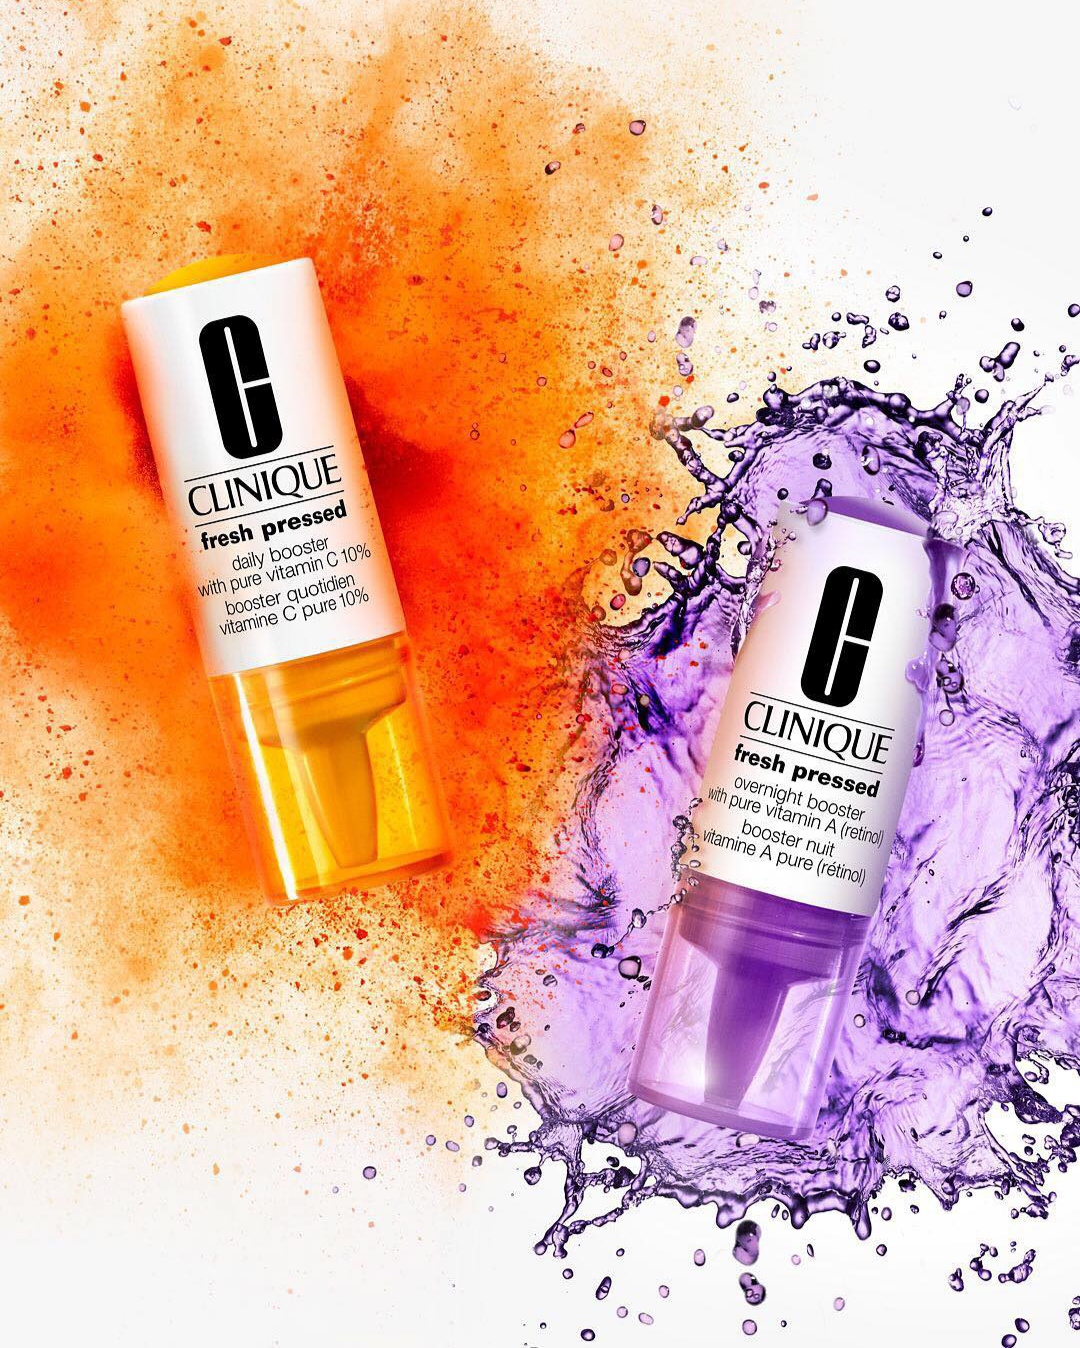 C
CLINIQUE
fresh pressed
daily booster
with pure vitamin C 10%
booster quotidien
vitamine C pure 10%
C
CLINIQUE
fresh pressed
overnight booster
with pure vitamin A (retinol)
booster nuit
vitamine A pure (rétinol)